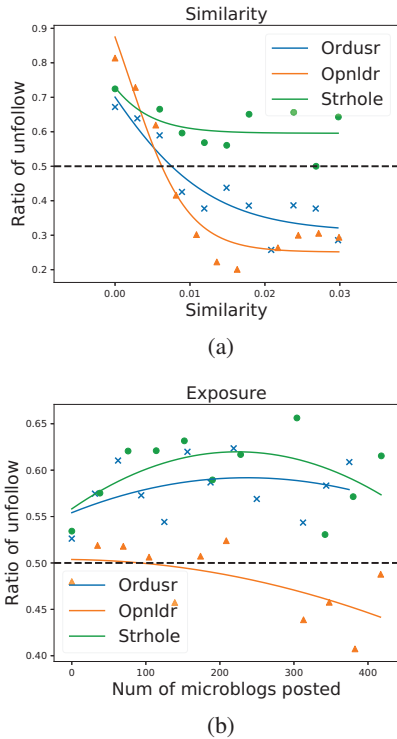 Similarity
0.9
0.8
0.7
0.6
0.5
0.4
0.3
0.2
Ratio of unfollow
Ordusr
Opnldr
Strhole
0.00 0.01 0.02 0.03
Similarity
(a)
Exposure
0.65
0.60
0.55
0.50
0.45
0.40
Ratio of unfollow
Ordusr
Opnldr
Strhole
0 100 200 300 400
Num of microblogs posted
(b)